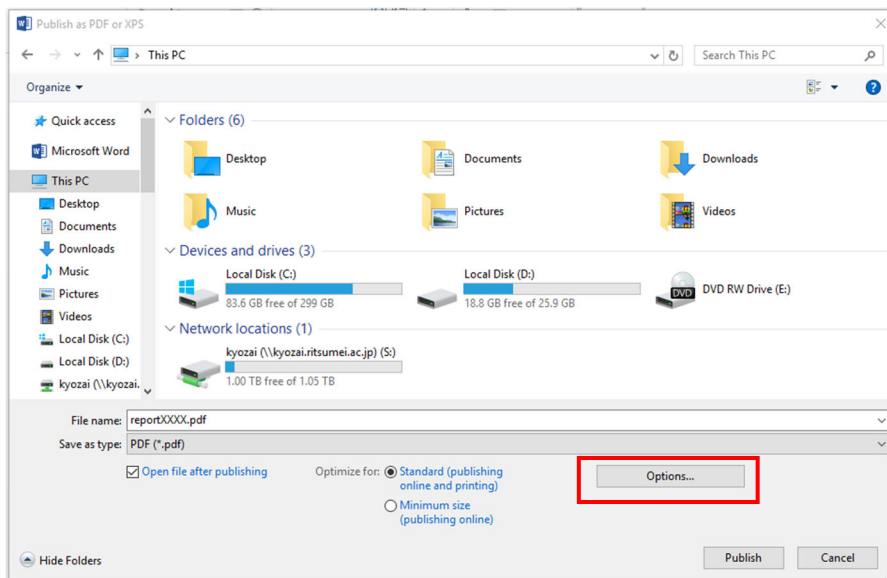 Publish as PDF or XPS
This PC
Search This PC
Organize
Quick access
Microsoft Word
This PC
Desktop
Documents
Downloads
Music
Pictures
Videos
Local Disk (C:)
Local Disk (D:)
kyozai (\\kyozai.
Folders (6)
Desktop
Documents
Downloads
Music
Pictures
Videos
Devices and drives (3)
Local Disk (C:)
83.6 GB free of 299 GB
Local Disk (D:)
18.8 GB free of 25.9 GB
DVD
DVD RW Drive (E:)
Network locations (1)
kyozai (\\kyozai.ritsumei.ac.jp) (S:)
1.00 TB free of 1.05 TB
File name: reportXXXX.pdf
Save as type: PDF (*.pdf)
Open file after publishing
Optimize for: Standard (publishing
online and printing)
Minimum size
(publishing online)
Options...
Hide Folders
Publish
Cancel